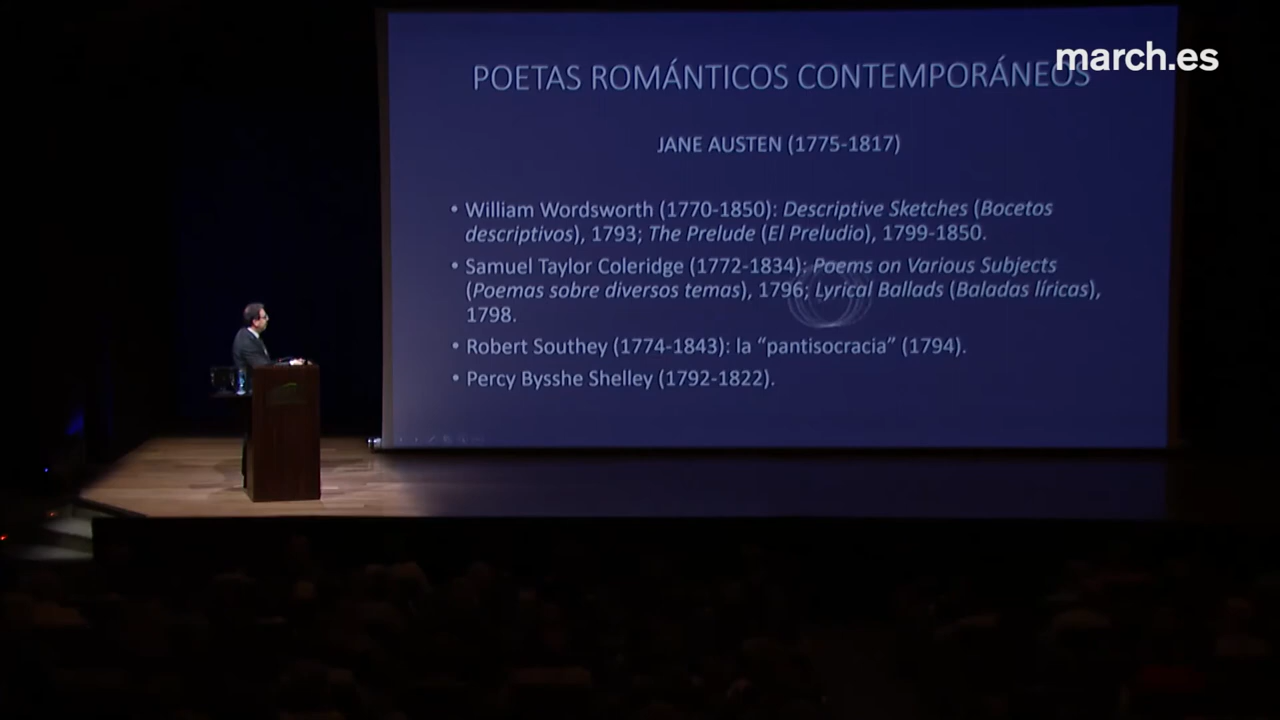 march.es
POETAS ROMÁNTICOS CONTEMPORÁNEOS
JANE AUSTEN (1775-1817)
• William Wordsworth (1770-1850): Descriptive Sketches (Bocetos
descriptivos), 1793; The Prelude (El Preludio), 1799-1850.
• Samuel Taylor Coleridge (1772-1834): Poems on Various Subjects
(Poemas sobre diversos temas), 1796; Lyrical Ballads (Baladas líricas),
1798.
• Robert Southey (1774-1843): la “pantisocracia” (1794).
• Percy Bysshe Shelley (1792-1822).